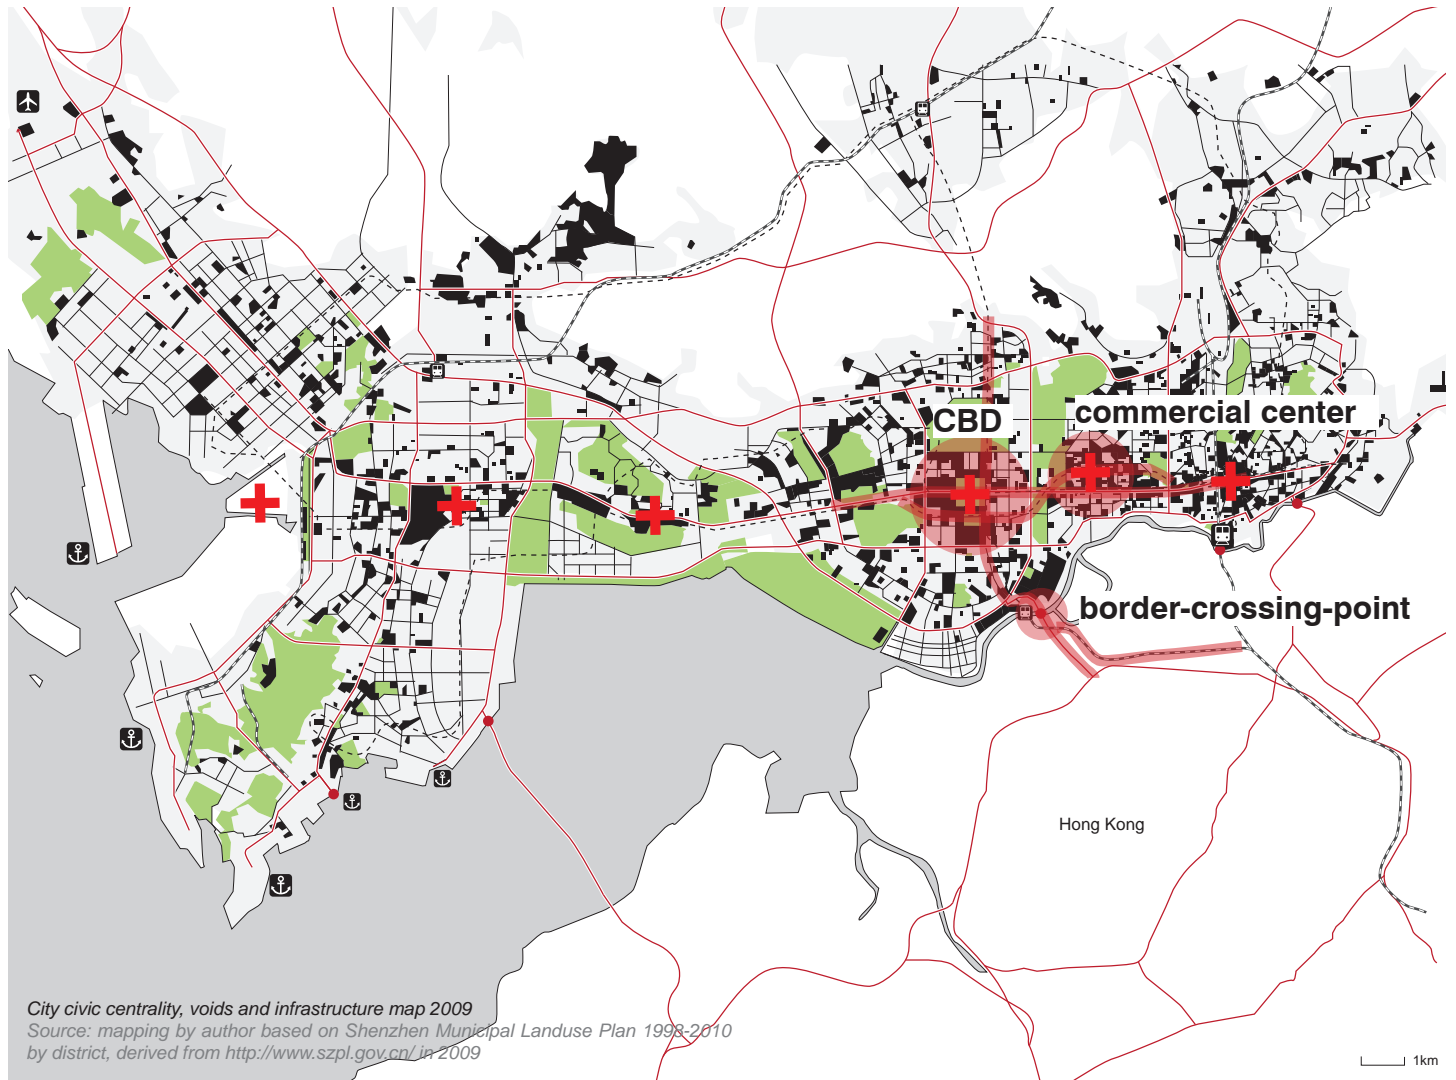 commercial center
CBD
border-crossing-point
Hong Kong
City civic centrality, voids and infrastructure map 2009
Source: mapping by author based on Shenzhen Municipal Landuse Plan 1998-2010
by district, derived from http://www.szpl.gov.cn/ in 2009
1km